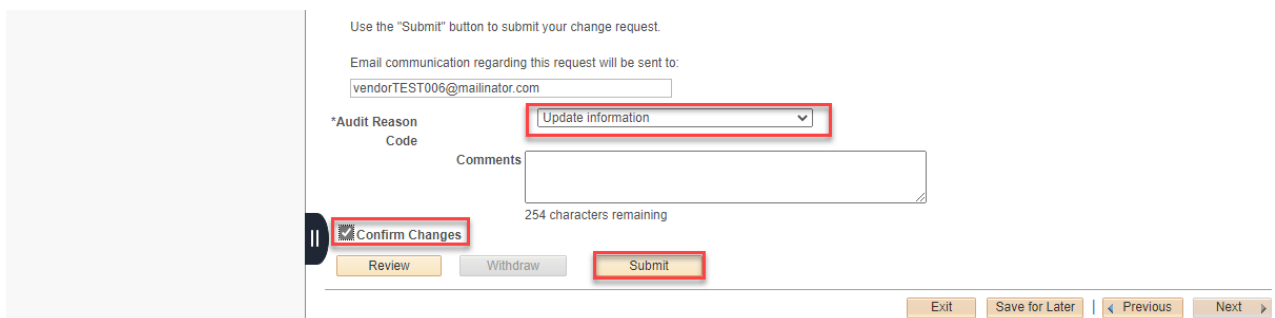 Use the "Submit" button to submit your change request.
Email communication regarding this request will be sent to:
vendorTEST006@mailinator.com
*Audit Reason Code
Update information
Comments
254 characters remaining
Confirm Changes
Review Withdraw Submit
Exit Save for Later Previous Next